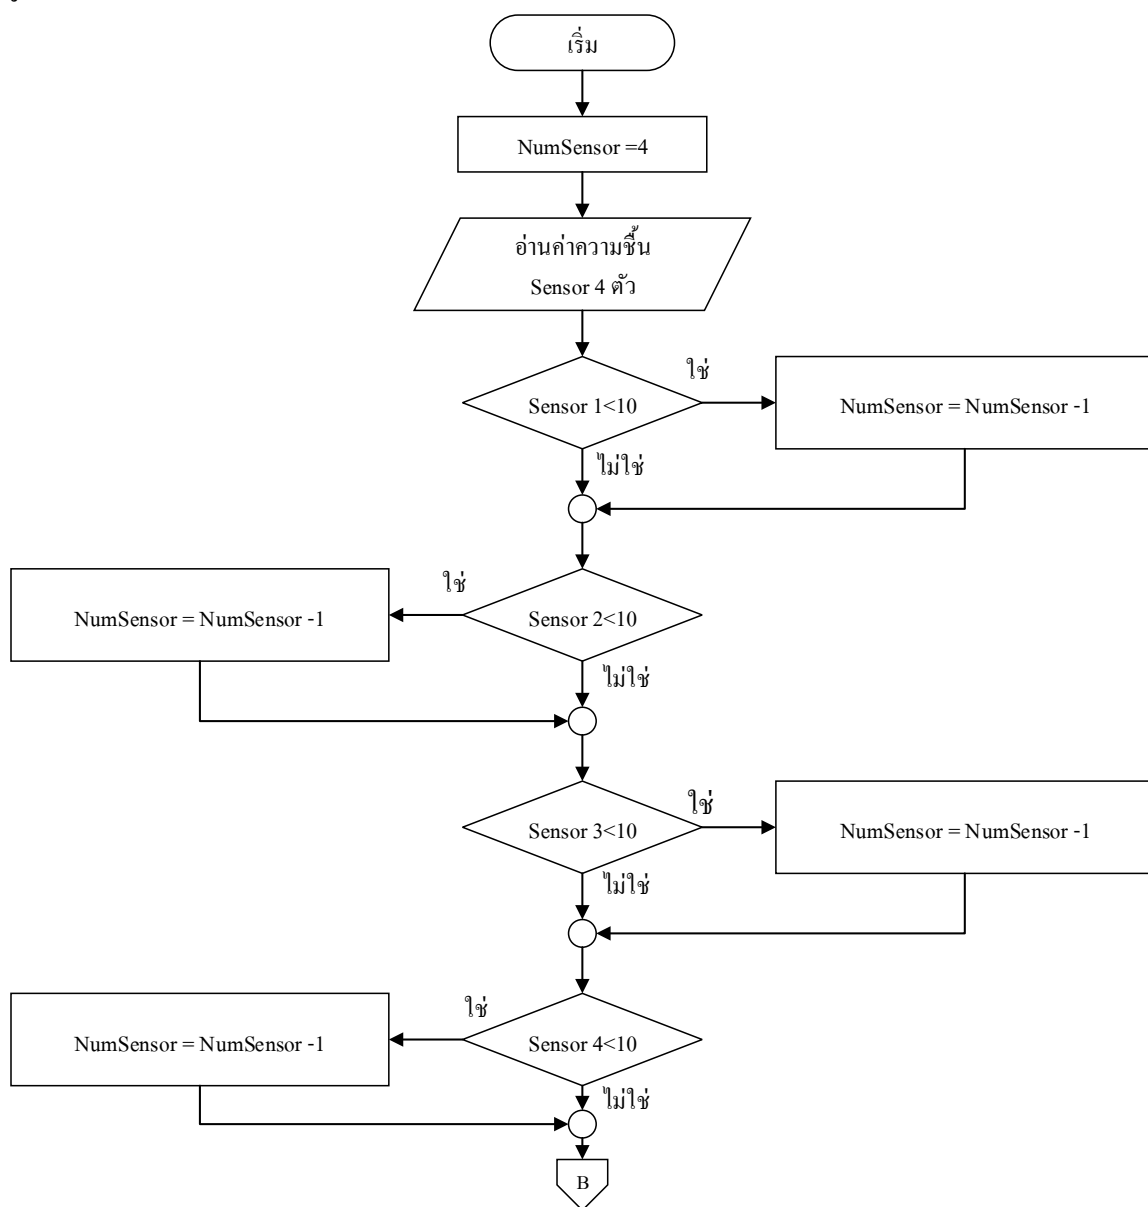 เริ่ม
NumSensor =4
อ่านค่าความชื้น
Sensor 4 ตัว
Sensor 1<10
ใช่
NumSensor = NumSensor -1
ไม่ใช่
ใช่
NumSensor = NumSensor -1
Sensor 2<10
ไม่ใช่
Sensor 3<10
ใช่
NumSensor = NumSensor -1
ไม่ใช่
ใช่
NumSensor = NumSensor -1
Sensor 4<10
ไม่ใช่
B